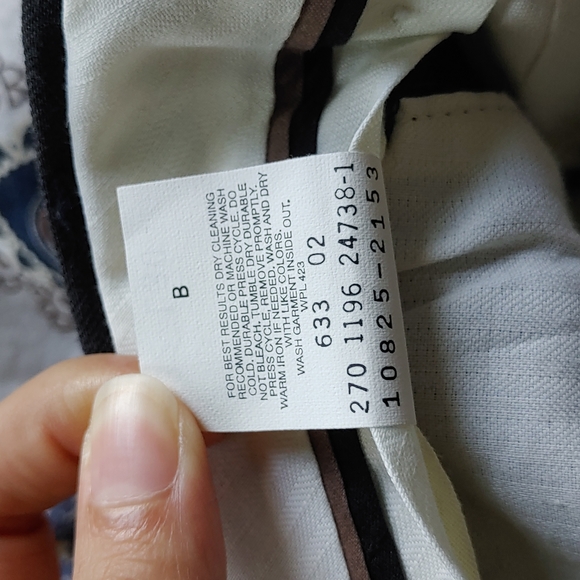 B
FOR BEST RESULTS DRY CLEANING
RECOMMENDED OR MACHINE WASH
COLD. DURABLE PRESS CYCLE. DO
NOT BLEACH. TUMBLE DRY DURABLE
PRESS CYCLE, REMOVE PROMPTLY.
WARM IRON IF NEEDED. WASH AND DRY
WITH LIKE COLORS.
WASH GARMENT INSIDE OUT.
WPL 423
633 02
270 1196 24738-1
10825-2153